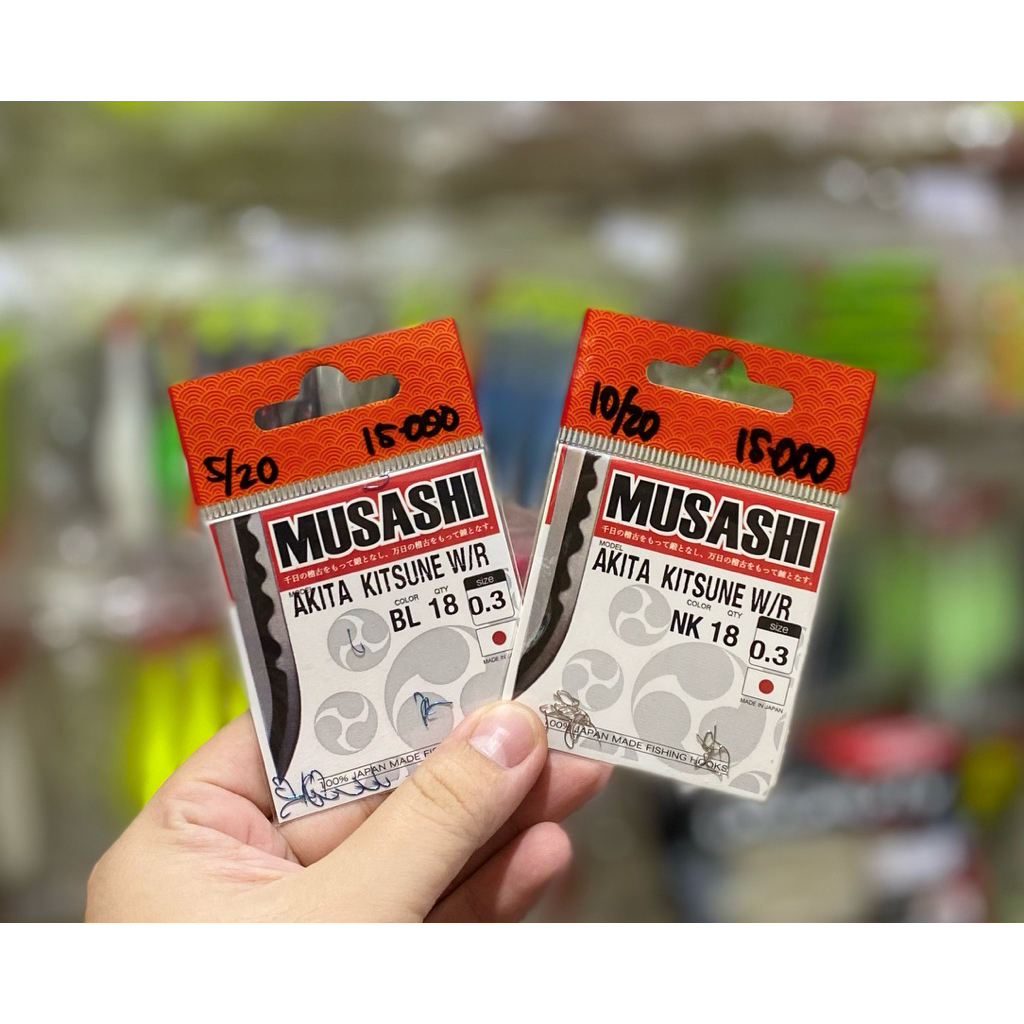 5/20
15.000
MUSASHI
千日の稽古をもって鍛となし、万日の稽古をもって錬となす。
AKITA KITSUNE W/R
COLOR
BL
QTY
18
size
0.3
MADE IN JAPAN
100% JAPAN MADE FISHING
10/20
15.000
MUSASHI
千日の稽古をもって鍛となし、万日の稽古をもって錬となす。
MODEL
AKITA KITSUNE W/R
COLOR
NK
QTY
18
size
0.3
MADE IN JAPAN
100% JAPAN MADE FISHING HOOKS